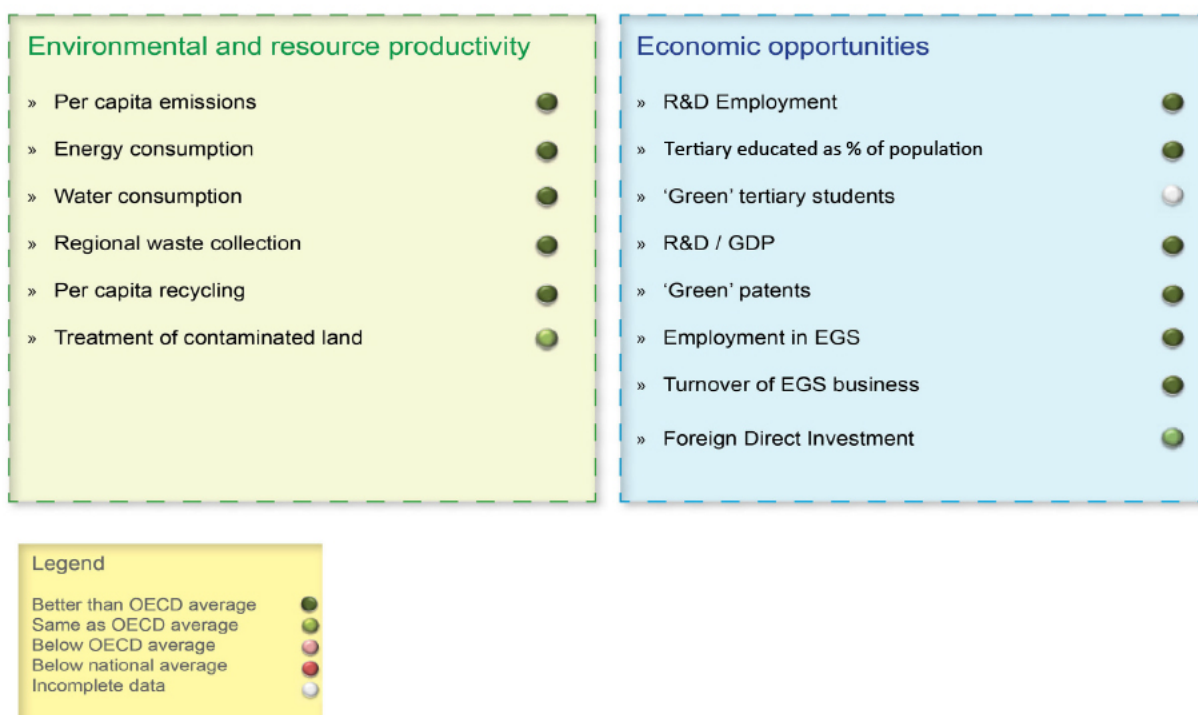 Environmental and resource productivity
» Per capita emissions
» Energy consumption
» Water consumption
» Regional waste collection
» Per capita recycling
» Treatment of contaminated land
Economic opportunities
» R&D Employment
» Tertiary educated as % of population
» ‘Green’ tertiary students
» R&D / GDP
» ‘Green’ patents
» Employment in EGS
» Turnover of EGS business
» Foreign Direct Investment
Legend
Better than OECD average
Same as OECD average
Below OECD average
Below national average
Incomplete data